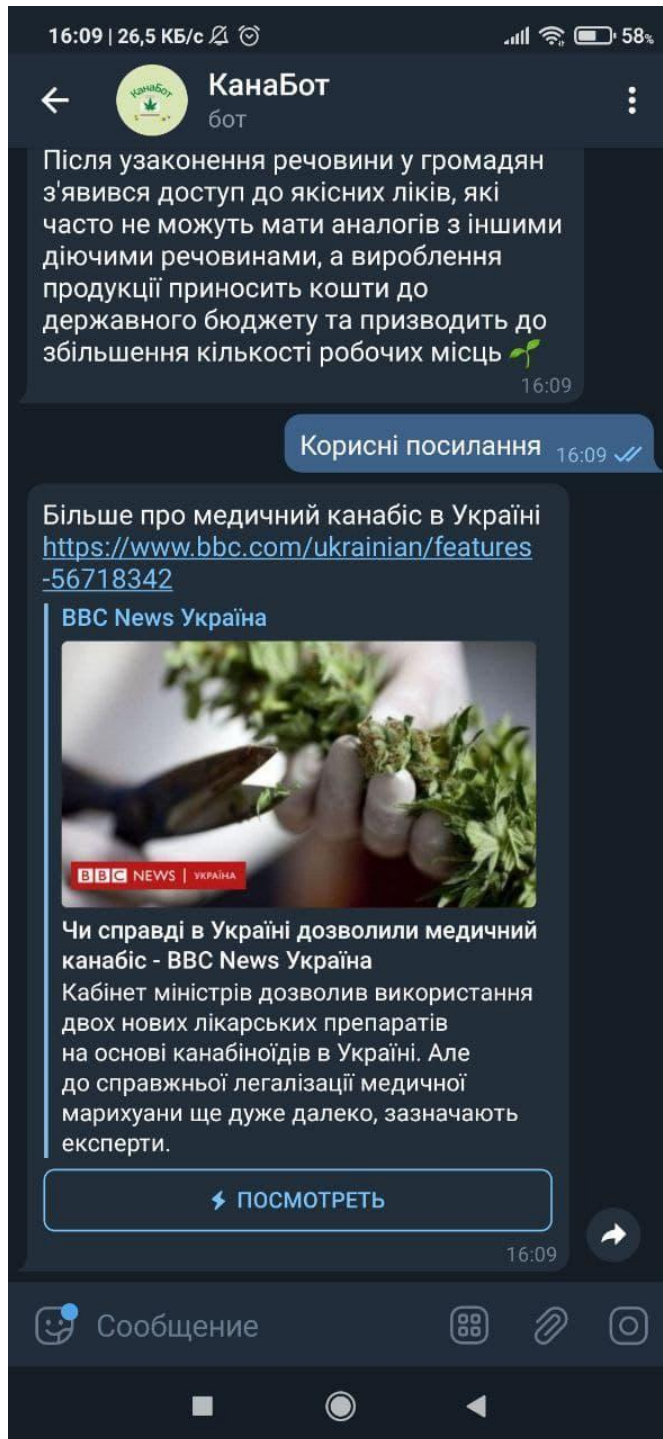 16:09 | 26,5 КБ/с 58%
КанаБот
КанаБот
бот
Після узаконення речовини у громадян
з'явився доступ до якісних ліків, які
часто не можуть мати аналогів з іншими
діючими речовинами, а вироблення
продукції приносить кошти до
державного бюджету та призводить до
збільшення кількості робочих місць
16:09
Корисні посилання 16:09
Більше про медичний канабіс в Україні
https://www.bbc.com/ukrainian/features
-56718342
BBC News Україна
BBC NEWS | УКРАЇНА
Чи справді в Україні дозволили медичний
канабіс - BBC News Україна
Кабінет міністрів дозволив використання
двох нових лікарських препаратів
на основі канабіноїдів в Україні. Але
до справжньої легалізації медичної
марихуани ще дуже далеко, зазначають
експерти.
ПОСМОТРЕТЬ
16:09
Сообщение